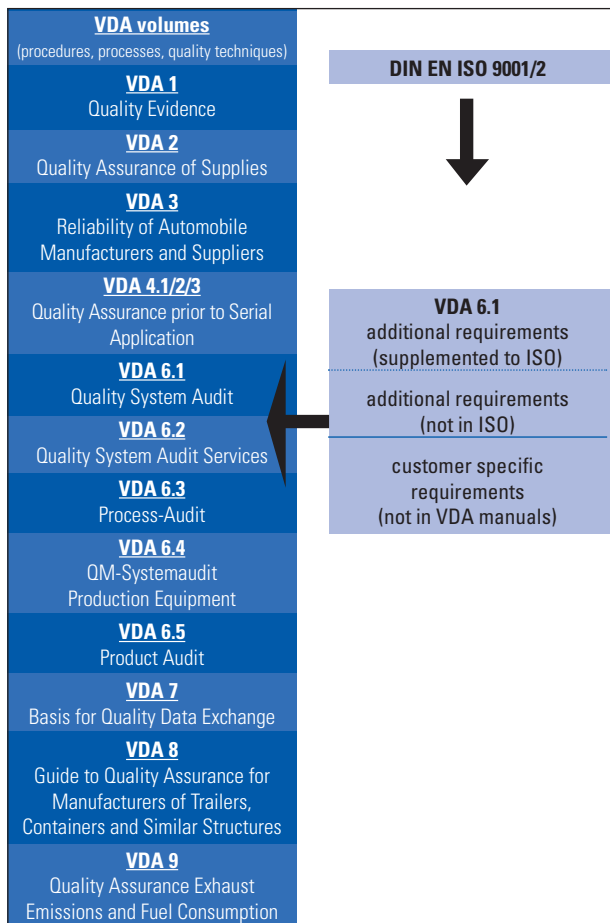 VDA volumes
(procedures, processes, quality techniques)
VDA 1
Quality Evidence
VDA 2
Quality Assurance of Supplies
VDA 3
Reliability of Automobile
Manufacturers and Suppliers
VDA 4.1/2/3
Quality Assurance prior to Serial
Application
VDA 6.1
Quality System Audit
VDA 6.2
Quality System Audit Services
VDA 6.3
Process-Audit
VDA 6.4
QM-Systemaudit
Production Equipment
VDA 6.5
Product Audit
VDA 7
Basis for Quality Data Exchange
VDA 8
Guide to Quality Assurance for
Manufacturers of Trailers,
Containers and Similar Structures
VDA 9
Quality Assurance Exhaust
Emissions and Fuel Consumption
DIN EN ISO 9001/2
VDA 6.1
additional requirements
(supplemented to ISO)
additional requirements
(not in ISO)
customer specific
requirements
(not in VDA manuals)